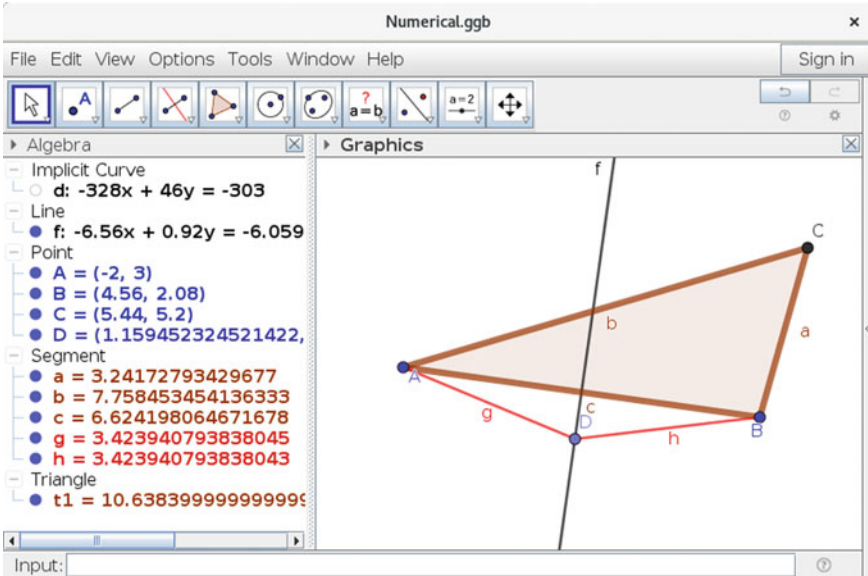 Numerical.ggb ×
File Edit View Options Tools Window Help Sign in
A ? a=b a=2
Algebra
Graphics
Implicit Curve
d: -328x + 46y = -303
Line
f: -6.56x + 0.92y = -6.059
Point
A = (-2, 3)
B = (4.56, 2.08)
C = (5.44, 5.2)
D = (1.159452324521422,
Segment
a = 3.24172793429677
b = 7.758453454136333
c = 6.624198064671678
g = 3.423940793838045
h = 3.423940793838043
Triangle
t1 = 10.638399999999999
f
C
b
a
A
c
g
D
h
B
Input: